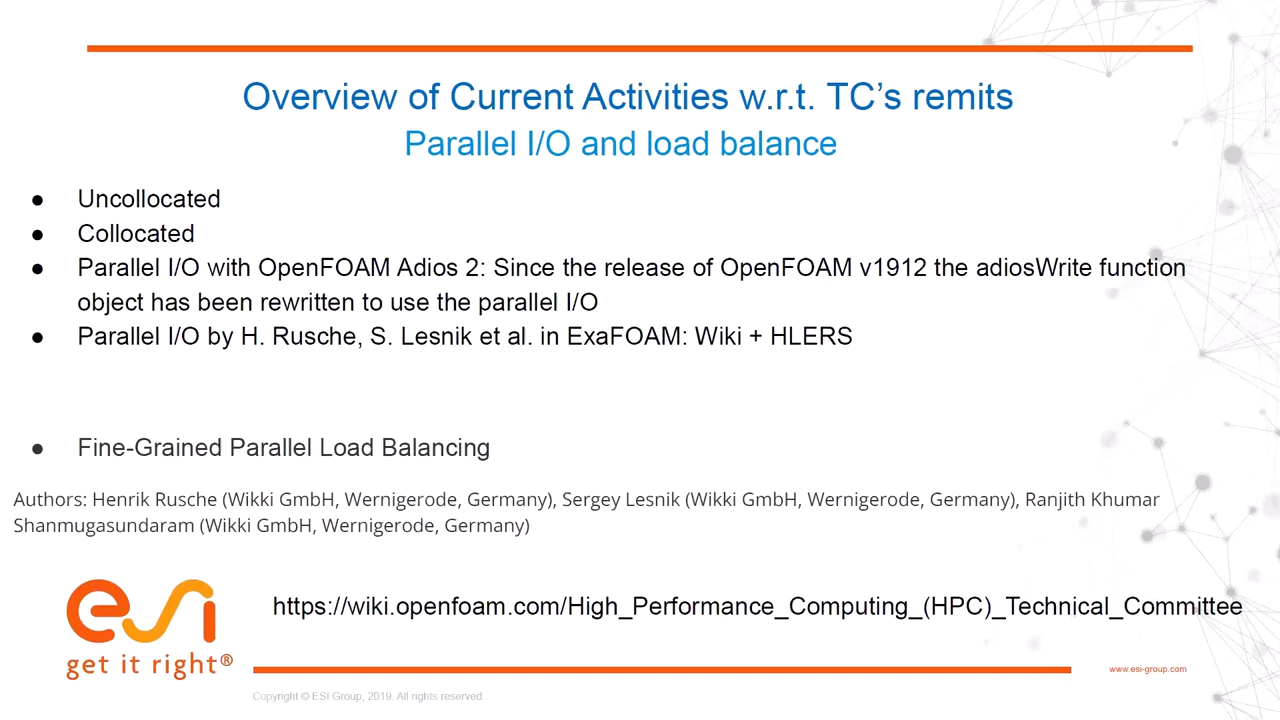 Overview of Current Activities w.r.t. TC’s remits
Parallel I/O and load balance
● Uncollocated
● Collocated
● Parallel I/O with OpenFOAM Adios 2: Since the release of OpenFOAM v1912 the adiosWrite function
object has been rewritten to use the parallel I/O
● Parallel I/O by H. Rusche, S. Lesnik et al. in ExaFOAM: Wiki + HLERS
● Fine-Grained Parallel Load Balancing
Authors: Henrik Rusche (Wikki GmbH, Wernigerode, Germany), Sergey Lesnik (Wikki GmbH, Wernigerode, Germany), Ranjith Khumar
Shanmugasundaram (Wikki GmbH, Wernigerode, Germany)
esi
get it right®
https://wiki.openfoam.com/High_Performance_Computing_(HPC)_Technical_Committee
www.esi-group.com
Copyright © ESI Group, 2019. All rights reserved.